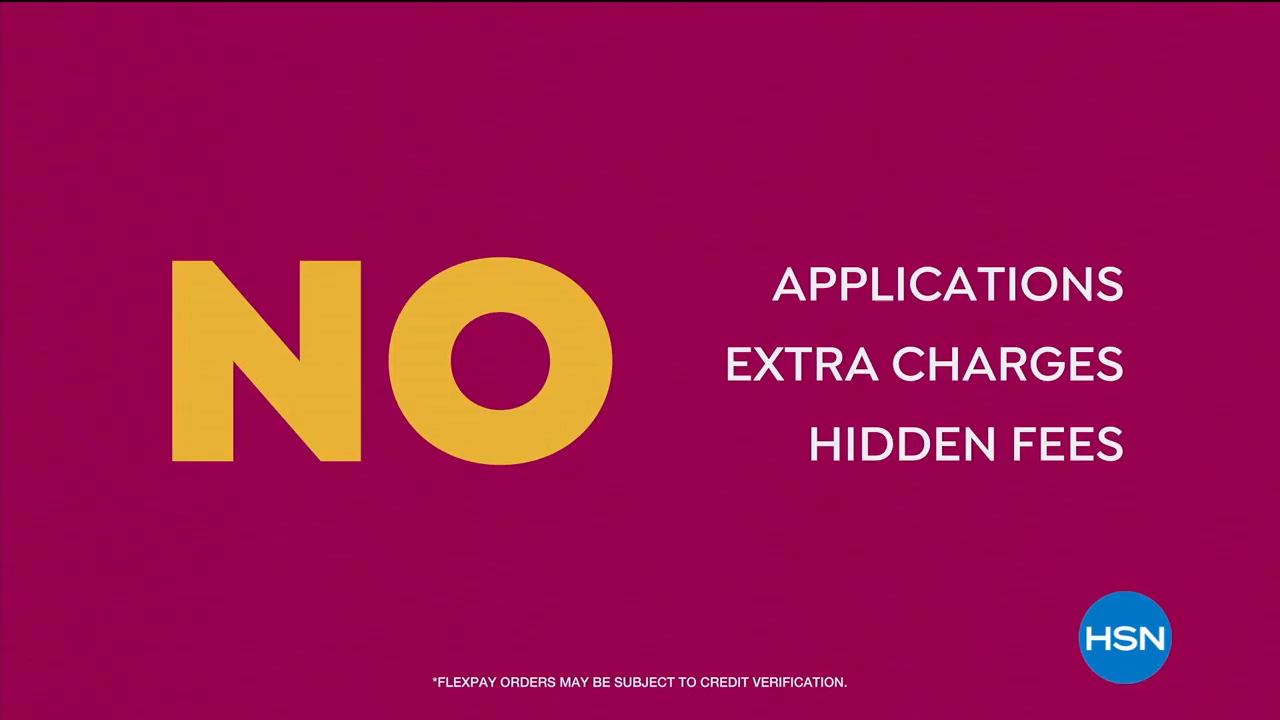 NO
APPLICATIONS
EXTRA CHARGES
HIDDEN FEES
HSN
*FLEXPAY ORDERS MAY BE SUBJECT TO CREDIT VERIFICATION.